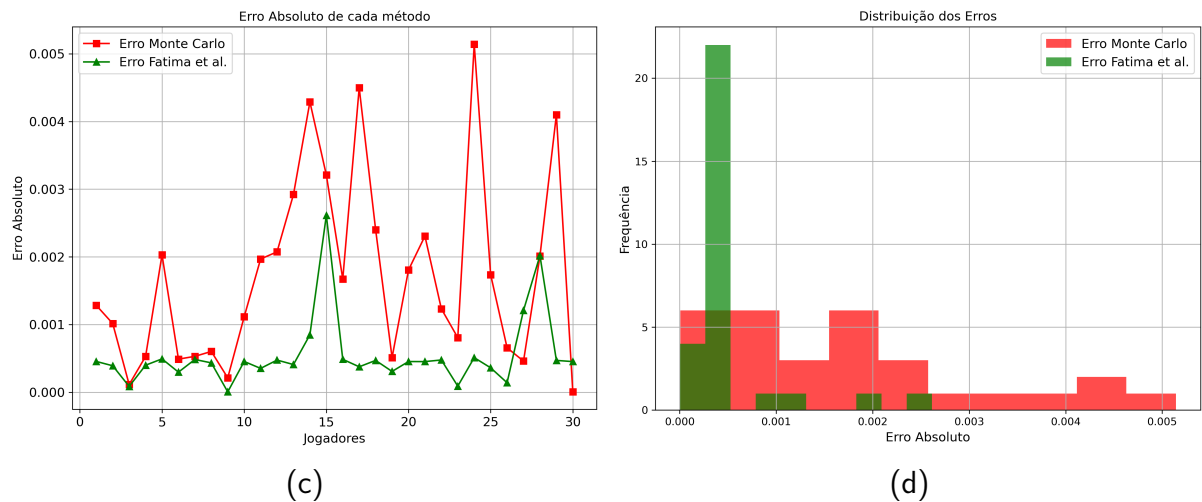 Erro Absoluto de cada método
Erro Monte Carlo
Erro Fatima et al.
Erro Absoluto
0.005
0.004
0.003
0.002
0.001
0.000
0 5 10 15 20 25 30
Jogadores
(c)
Distribuição dos Erros
Erro Monte Carlo
Erro Fatima et al.
Frequência
20
15
10
5
0
0.000 0.001 0.002 0.003 0.004 0.005
Erro Absoluto
(d)